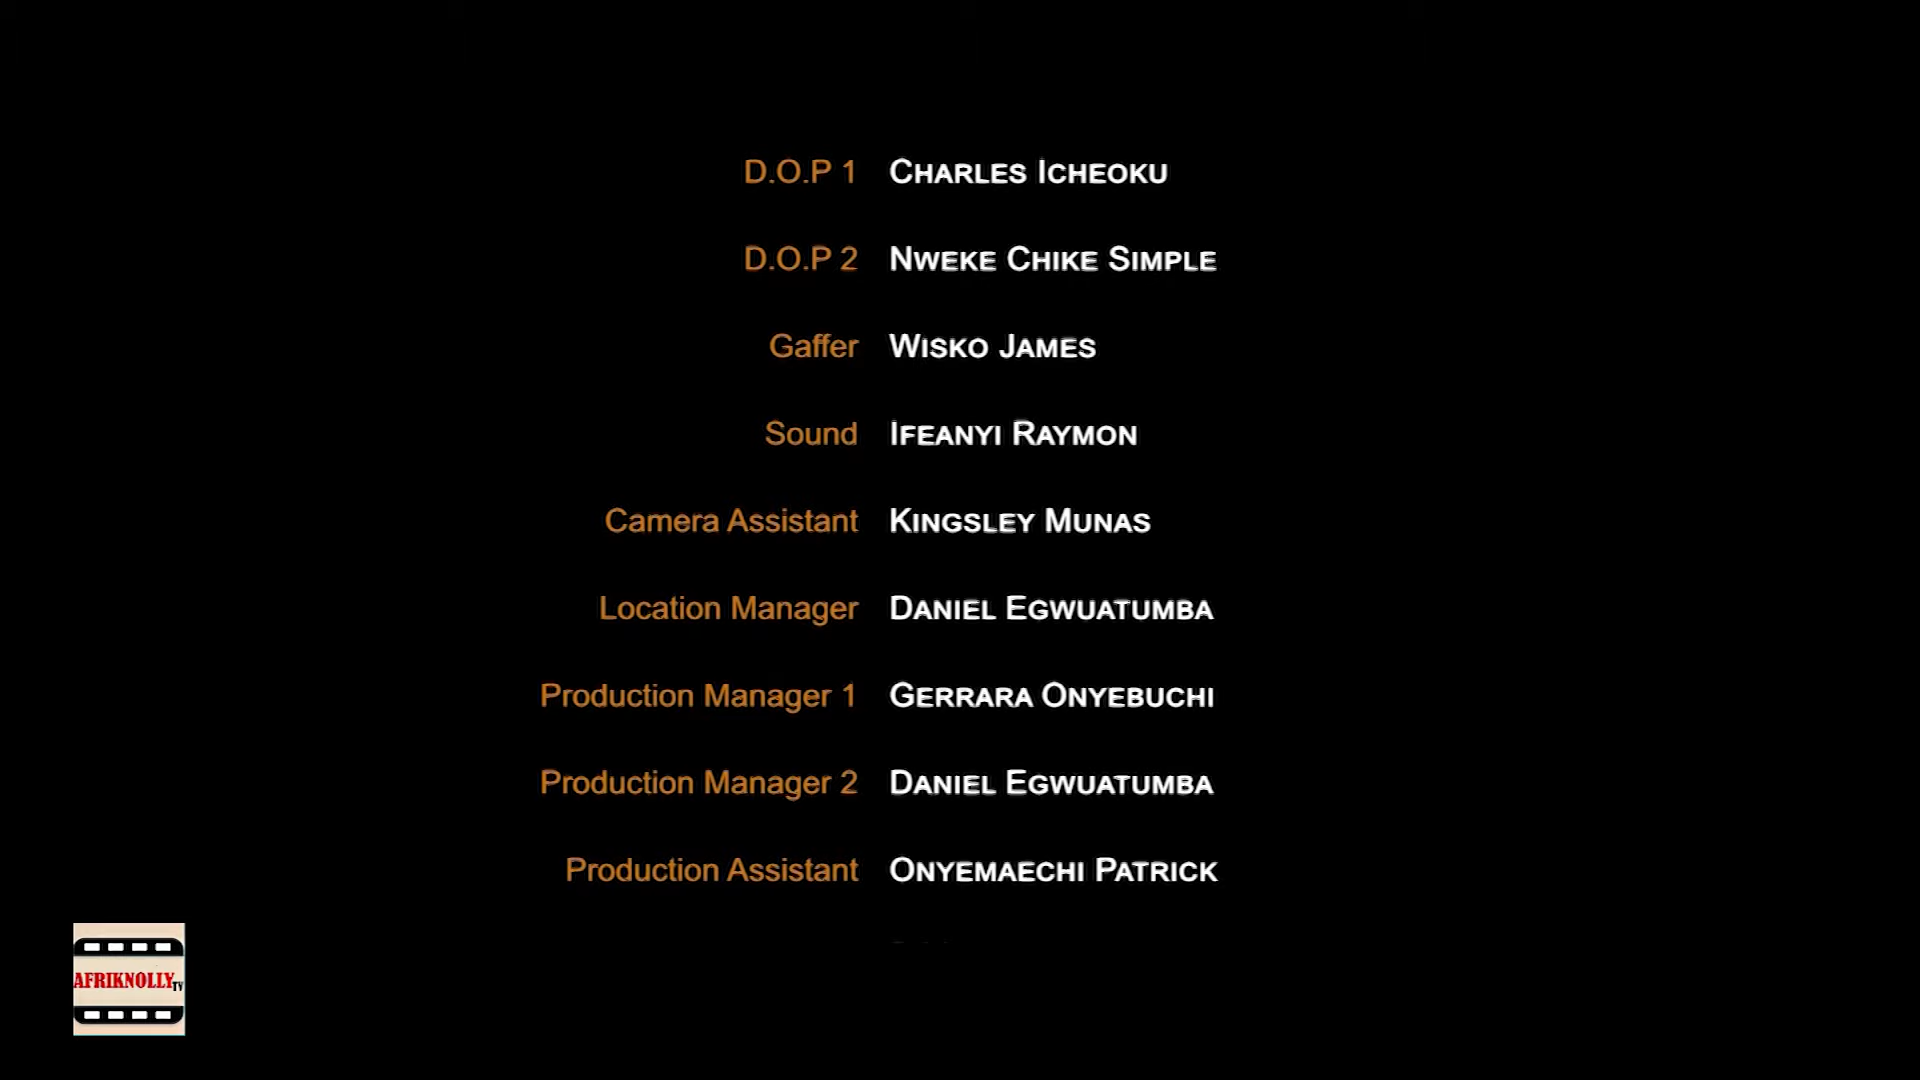 D.O.P 1 Charles Icheoku
D.O.P 2 Nweke Chike Simple
Gaffer Wisko James
Sound Ifeanyi Raymon
Camera Assistant Kingsley Munas
Location Manager Daniel Egwuatumba
Production Manager 1 Gerrara Onyebuchi
Production Manager 2 Daniel Egwuatumba
Production Assistant Onyemaechi Patrick
AFRIKNOLLY TV